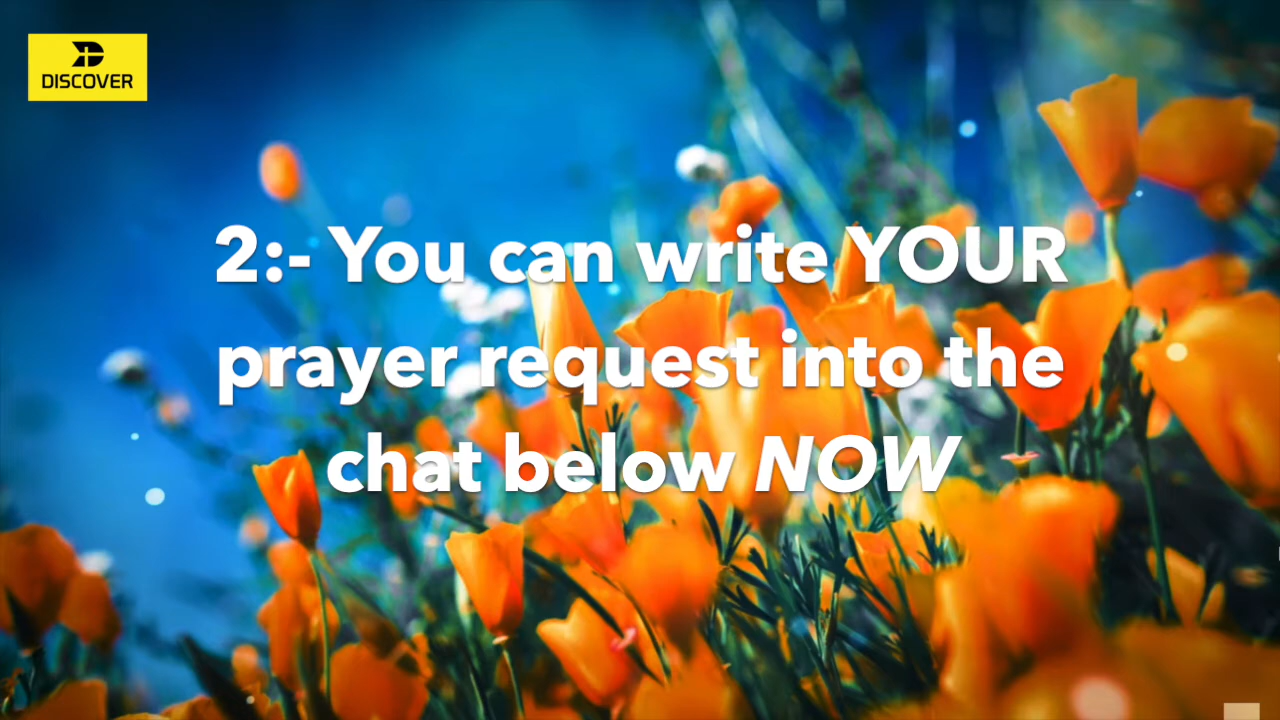 DISCOVER
2:- You can write YOUR
prayer request into the
chat below NOW